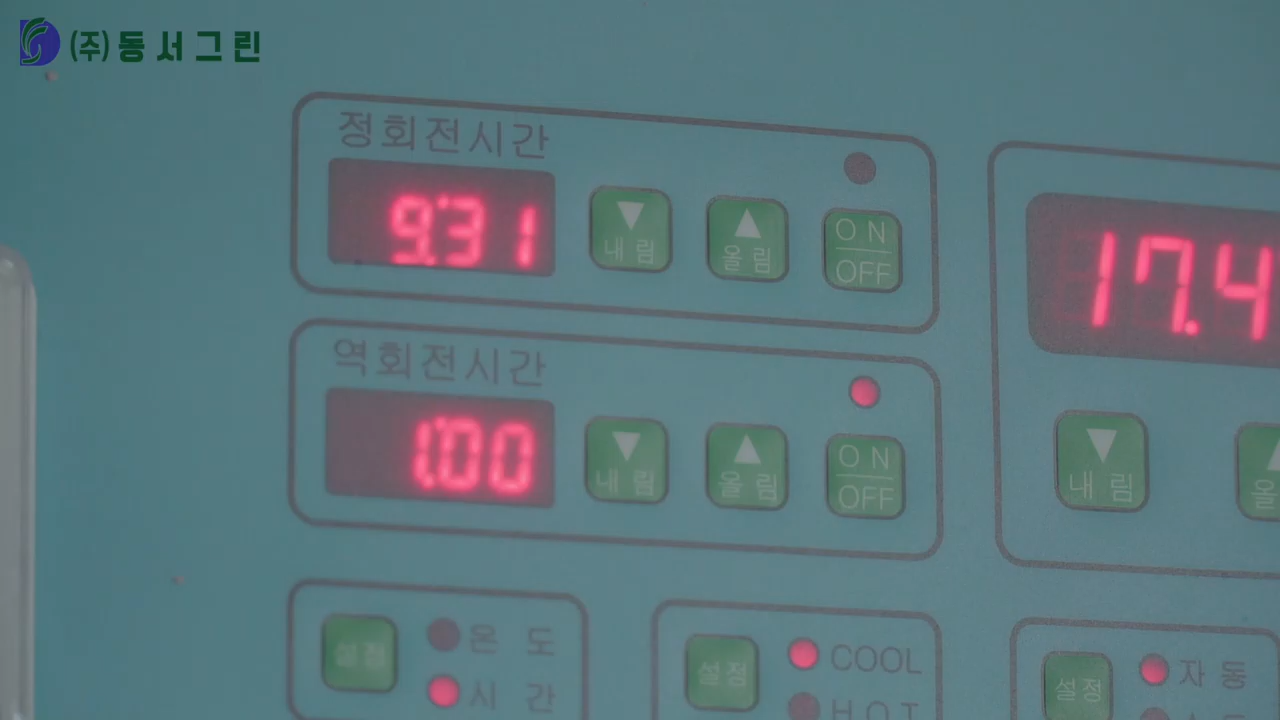 (주)동서그린
정회전시간
9.31
내림
올림
ON
OFF
17.4
내림
올
역회전시간
1.00
내림
올림
ON
OFF
설정
온도
시간
설정
COOL
HOT
설정
자동